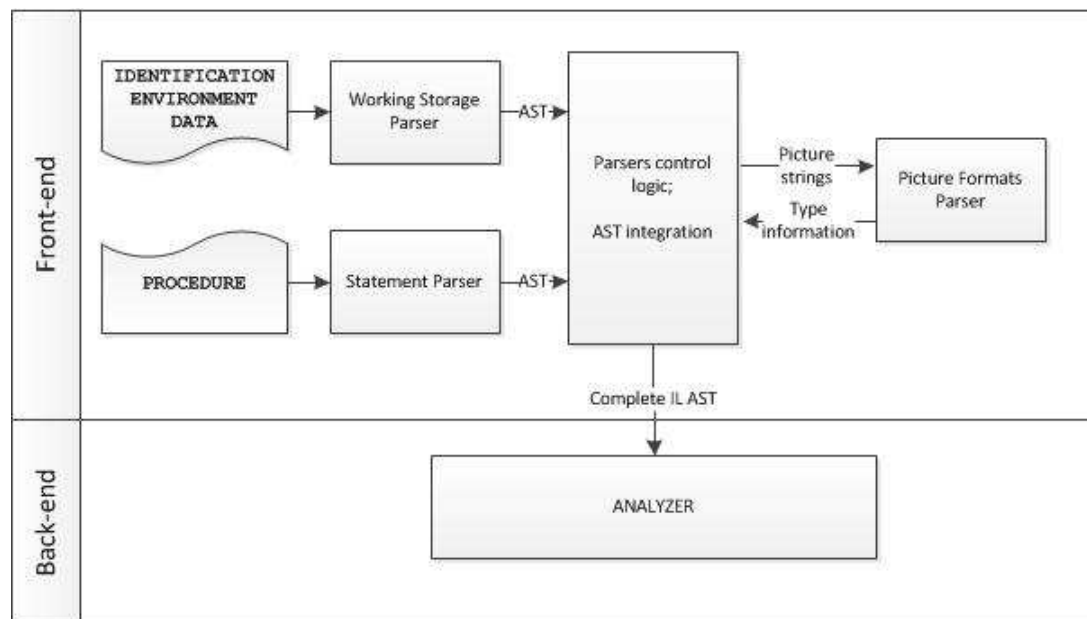 Front-end
IDENTIFICATION
ENVIRONMENT
DATA
Working Storage
Parser
AST
Parsers control
logic;
AST integration
Picture
strings
Type
information
Picture Formats
Parser
PROCEDURE
Statement Parser
AST
Complete IL AST
Back-end
ANALYZER